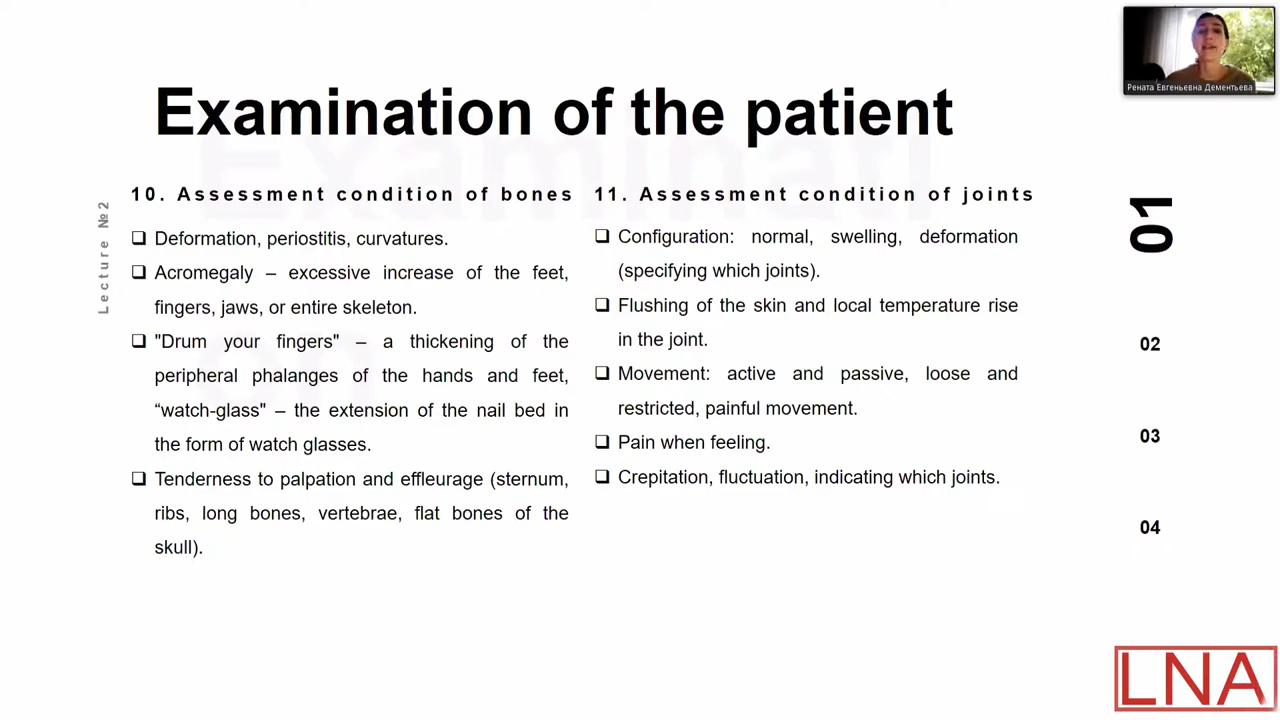 Рената Евгеньевна Дементьева
Examination of the patient
Lecture №2
10. Assessment condition of bones
❑ Deformation, periostitis, curvatures.
❑ Acromegaly – excessive increase of the feet,
fingers, jaws, or entire skeleton.
❑ "Drum your fingers" – a thickening of the
peripheral phalanges of the hands and feet,
“watch-glass" – the extension of the nail bed in
the form of watch glasses.
❑ Tenderness to palpation and effleurage (sternum,
ribs, long bones, vertebrae, flat bones of the
skull).
11. Assessment condition of joints
❑ Configuration: normal, swelling, deformation
(specifying which joints).
❑ Flushing of the skin and local temperature rise
in the joint.
❑ Movement: active and passive, loose and
restricted, painful movement.
❑ Pain when feeling.
❑ Crepitation, fluctuation, indicating which joints.
01
02
03
04
LNA
Examinati
on